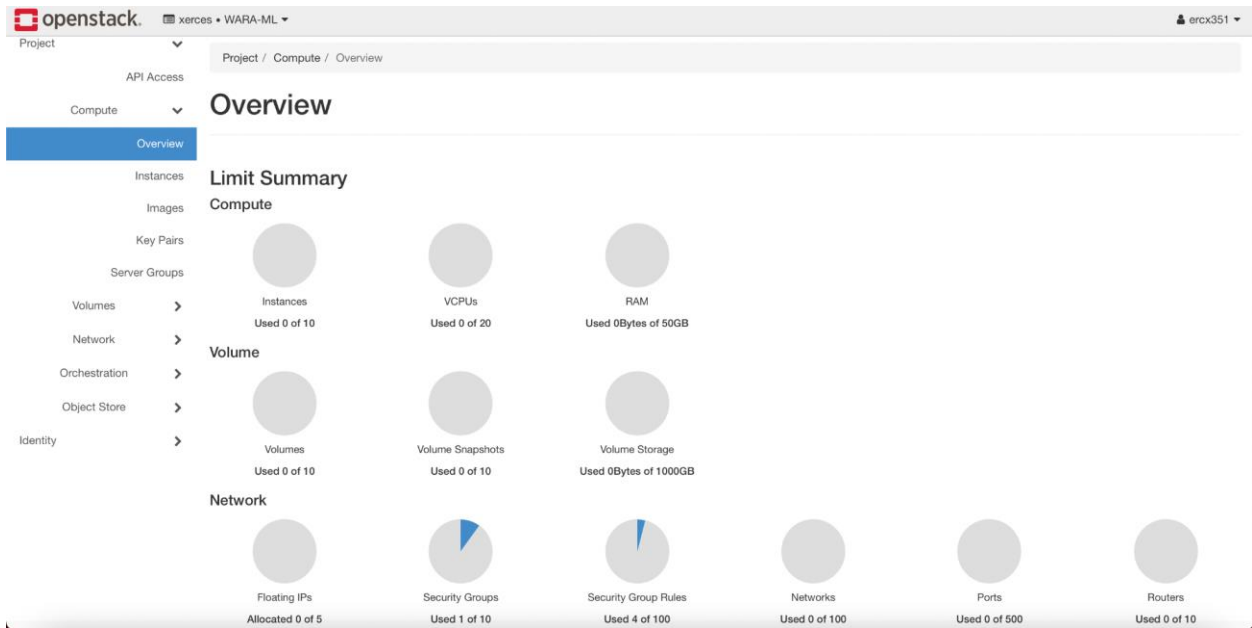 openstack. xerces • WARA-ML ercx351
Project
API Access
Compute
Overview
Instances
Images
Key Pairs
Server Groups
Volumes
Network
Orchestration
Object Store
Identity
Project / Compute / Overview
Overview
Limit Summary
Compute
Instances VCPUs RAM
Used 0 of 10 Used 0 of 20 Used 0Bytes of 50GB
Volume
Volumes Volume Snapshots Volume Storage
Used 0 of 10 Used 0 of 10 Used 0Bytes of 1000GB
Network
Floating IPs Security Groups Security Group Rules Networks Ports Routers
Allocated 0 of 5 Used 1 of 10 Used 4 of 100 Used 0 of 100 Used 0 of 500 Used 0 of 10